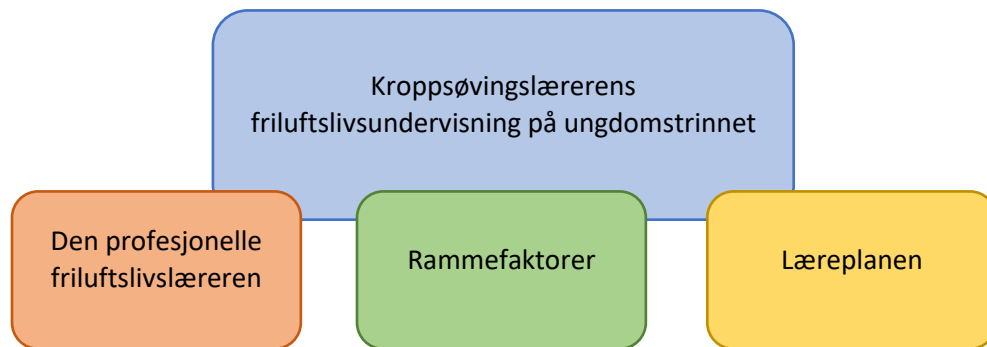 Kroppsøvingslærerens
friluftslivsundervisning på ungdomstrinnet
Den profesjonelle
friluftslivslæreren
Rammefaktorer
Læreplanen